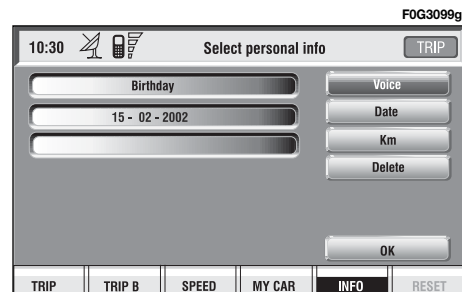 F0G3099g
10:30 Select personal info TRIP
Birthday
15 - 02 - 2002
Voice
Date
Km
Delete
OK
TRIP TRIP B SPEED MY CAR INFO RESET